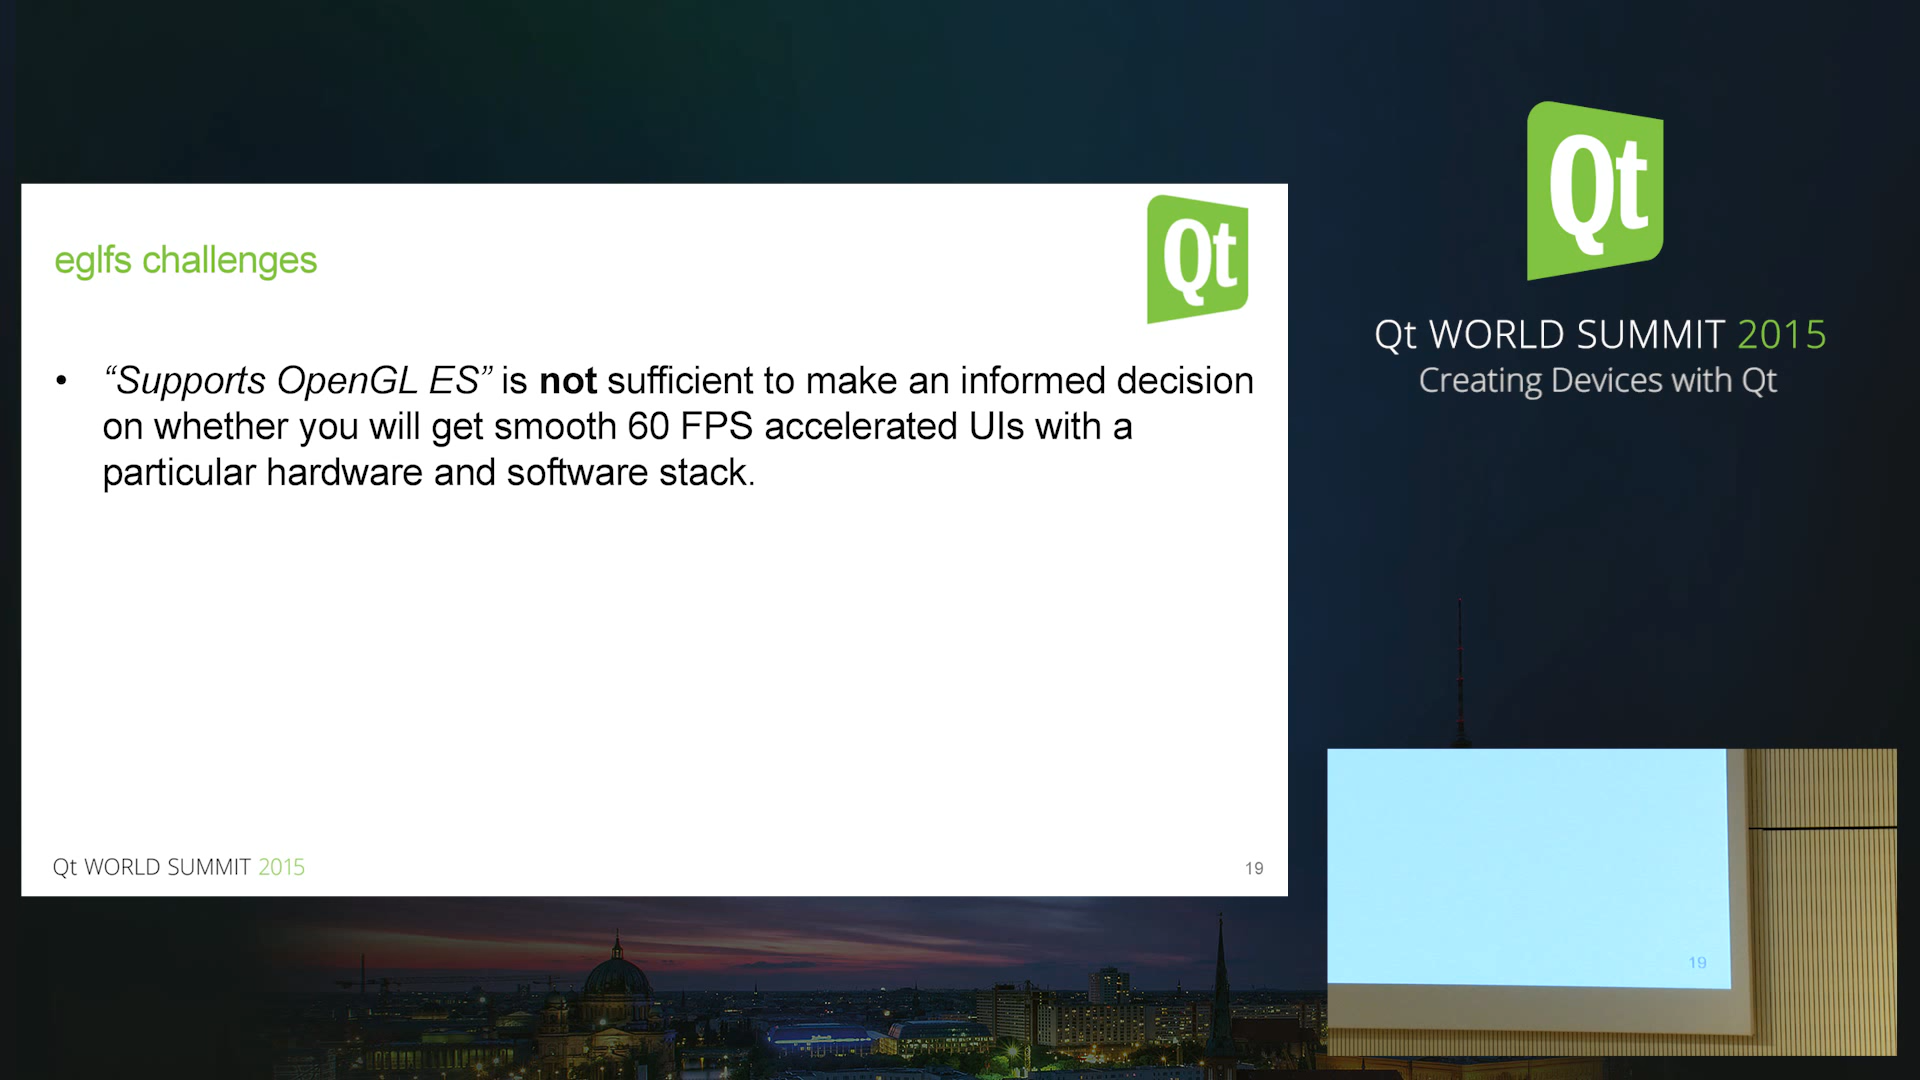 eglfs challenges
Qt
• “Supports OpenGL ES” is not sufficient to make an informed decision
on whether you will get smooth 60 FPS accelerated UIs with a
particular hardware and software stack.
Qt WORLD SUMMIT 2015
19
Qt
Qt WORLD SUMMIT 2015
Creating Devices with Qt
19